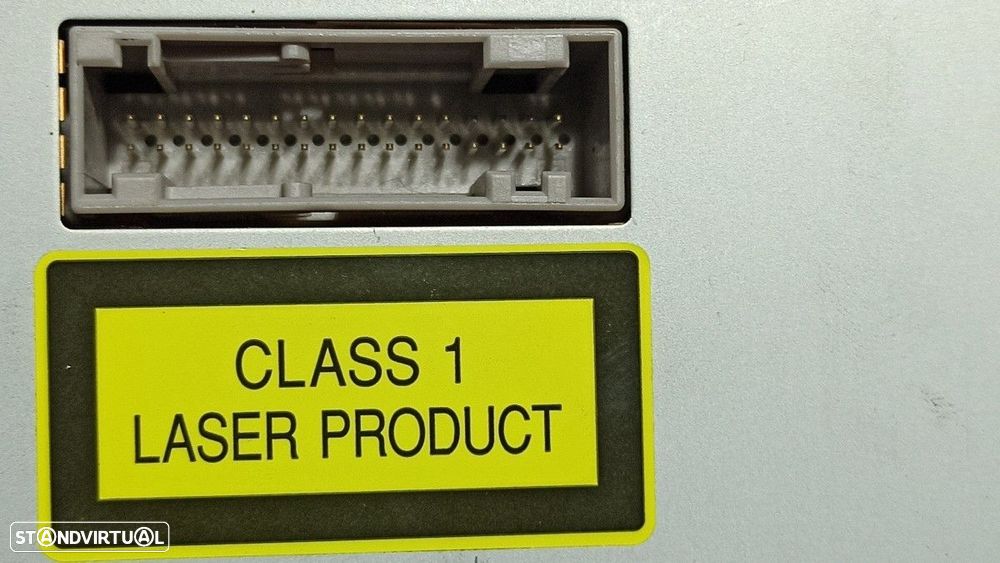 CLASS 1
LASER PRODUCT
STANDVIRTUAL